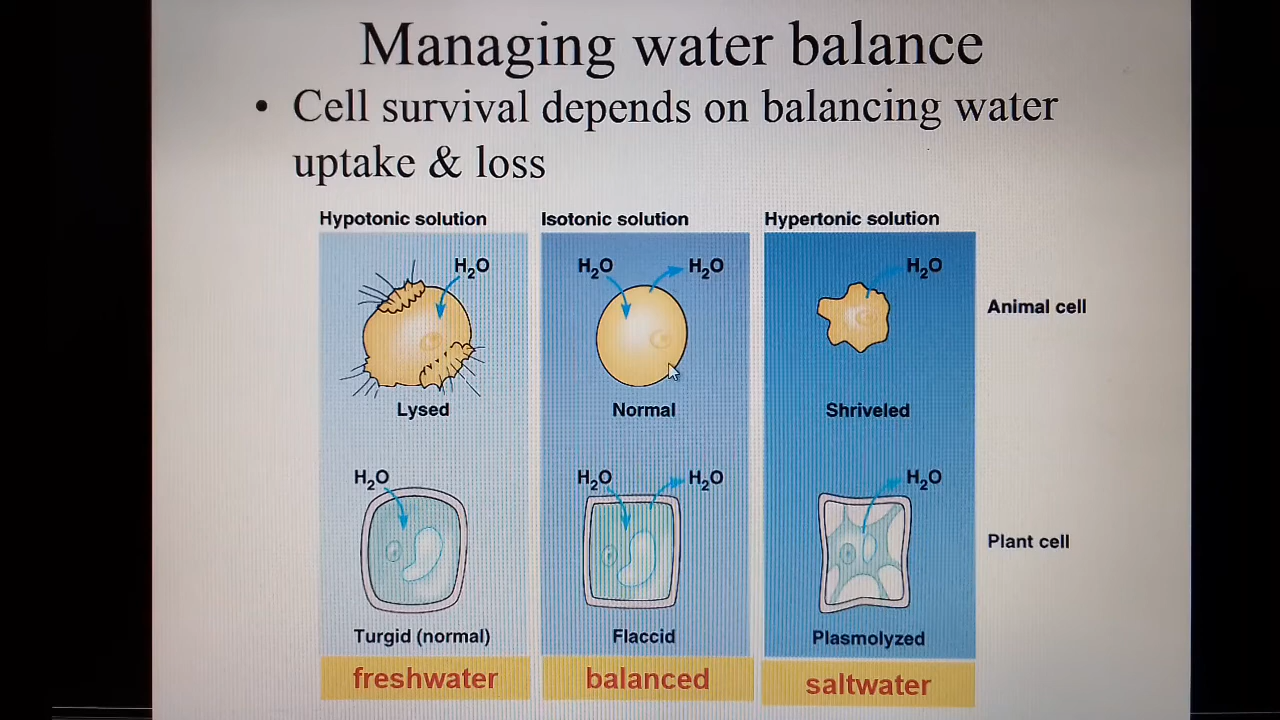 Managing water balance
• Cell survival depends on balancing water
uptake & loss
Hypotonic solution
Isotonic solution
Hypertonic solution
H₂O
H₂O
H₂O
H₂O
Animal cell
Lysed
Normal
Shriveled
H₂O
H₂O
H₂O
H₂O
Plant cell
Turgid (normal)
Flaccid
Plasmolyzed
freshwater
balanced
saltwater